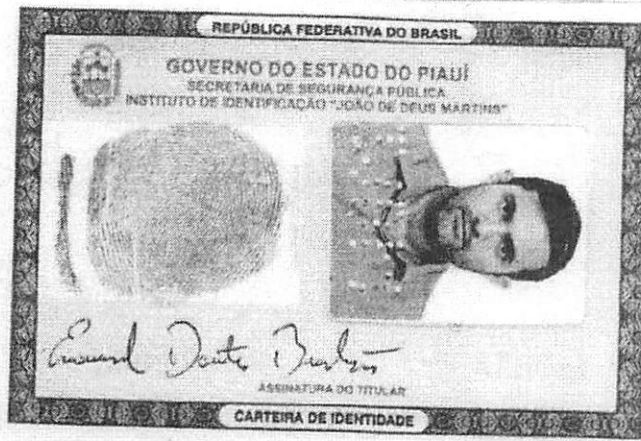 REPÚBLICA FEDERATIVA DO BRASIL
GOVERNO DO ESTADO DO PIAUÍ
SECRETARIA DE SEGURANÇA PÚBLICA
INSTITUTO DE IDENTIFICAÇÃO "JOÃO DE DEUS MARTINS"
ASSINATURA DO TITULAR
CARTEIRA DE IDENTIDADE